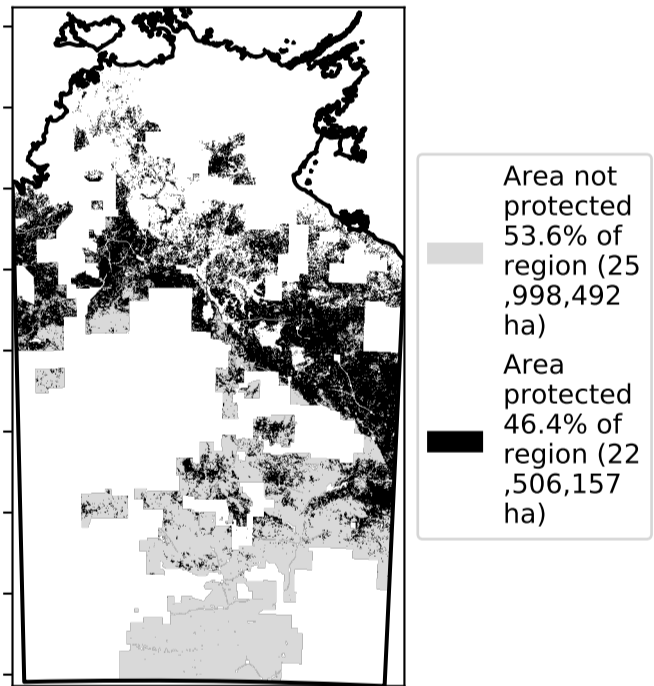 Area not
protected
53.6% of
region (25
,998,492
ha)
Area
protected
46.4% of
region (22
,506,157
ha)